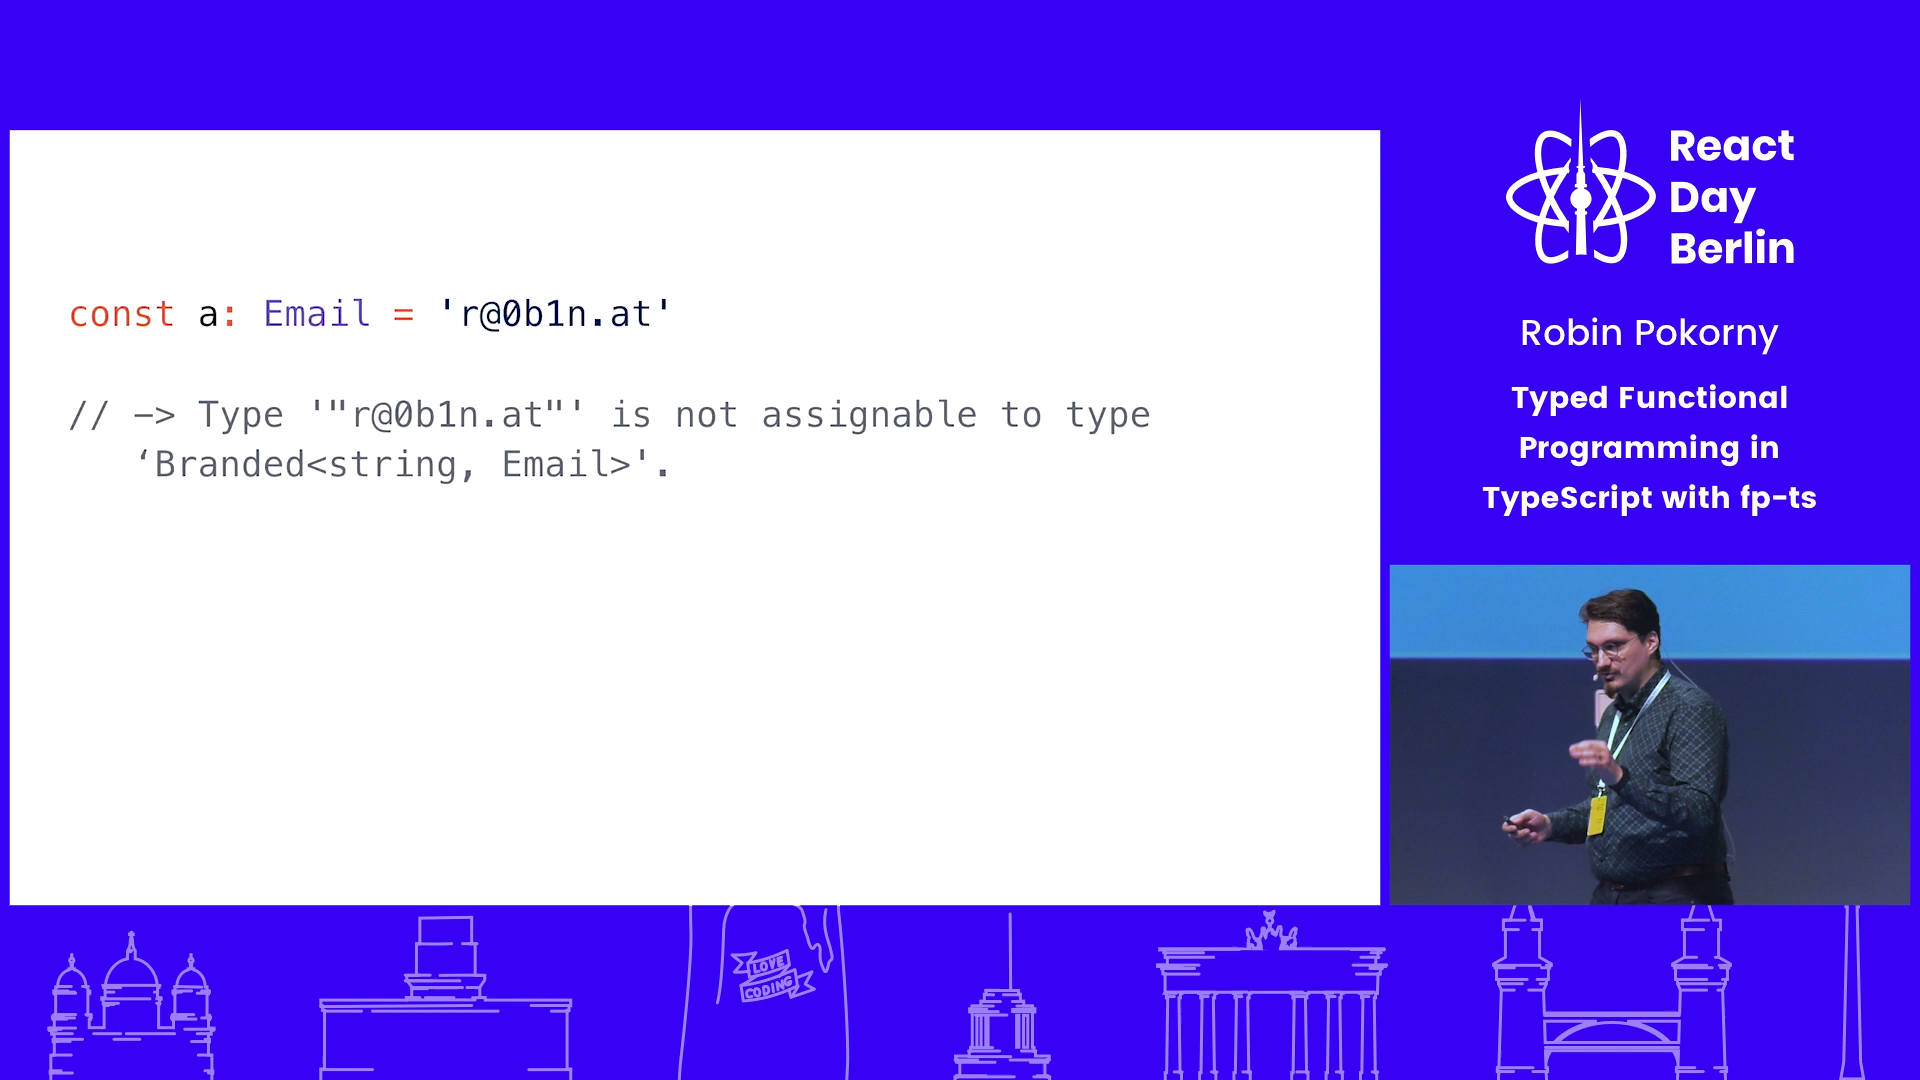 const a: Email = 'r@0b1n.at'
// —> Type '"r@0b1n.at"' is not assignable to type
‘Branded<string, Email>'.
React
Day
Berlin
Robin Pokorny
Typed Functional
Programming in
TypeScript with fp-ts
LOVE
CODING